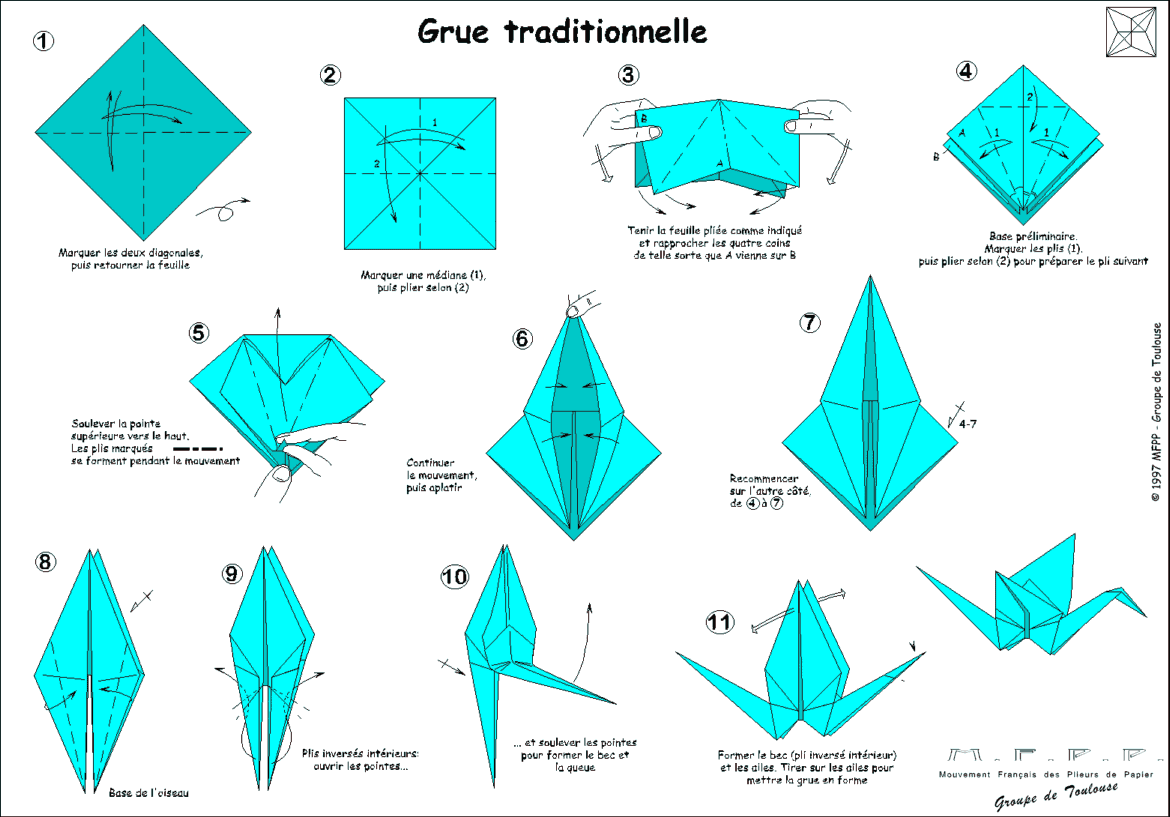 Grue traditionnelle
1
Marquer les deux diagonales,
puis retourner la feuille
2
1
2
Marquer une médiane (1),
puis plier selon (2)
3
B
A
Tenir la feuille pliée comme indiqué
et rapprocher les quatre coins
de telle sorte que A vienne sur B
4
2
A
1
1
B
Base préliminaire.
Marquer les plis (1).
puis plier selon (2) pour préparer le pli suivant
5
Soulever la pointe
supérieure vers le haut.
Les plis marqués
se forment pendant le mouvement
6
Continuer
le mouvement,
puis aplatir
7
4-7
Recommencer
sur l'autre côté,
de 4 à 7
© 1997 MFPP - Groupe de Toulouse
8
Base de l'oiseau
9
Plis inversés intérieurs:
ouvrir les pointes...
10
... et soulever les pointes
pour former le bec et
la queue
11
Former le bec (pli inversé intérieur)
et les ailes. Tirer sur les ailes pour
mettre la grue en forme
M F P P
Mouvement Français des Plieurs de Papier
Groupe de Toulouse